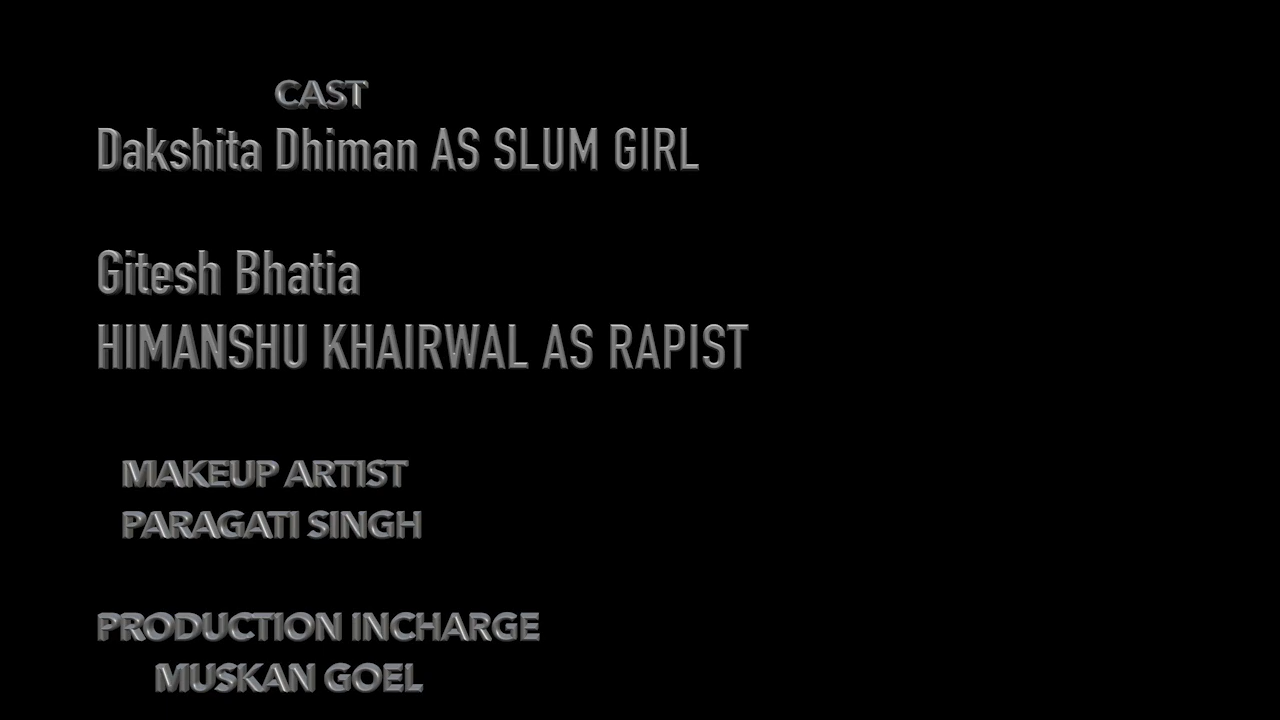 CAST
Dakshita Dhiman AS SLUM GIRL
Gitesh Bhatia
HIMANSHU KHAIRWAL AS RAPIST
MAKEUP ARTIST
PARAGATI SINGH
PRODUCTION INCHARGE
MUSKAN GOEL